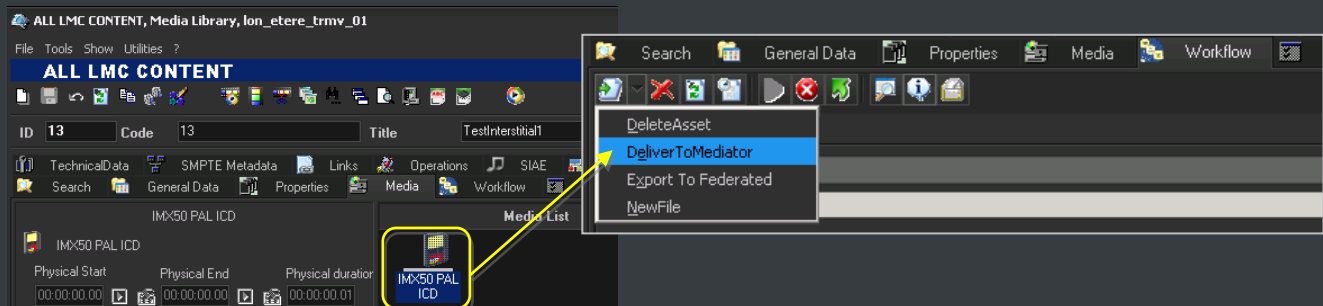 ALL LMC CONTENT, Media Library, lon_etere_trmv_01
File Tools Show Utilities ?
ALL LMC CONTENT
ID 13 Code 13 Title TestInterstitial1
TechnicalData SMPTE Metadata Links Operations SIAE
Search General Data Properties Media Workflow
IMX50 PAL ICD Media List
IMX50 PAL ICD
Physical Start Physical End Physical duration
00:00:00.00 00:00:00.00 00:00:00.01
IMX50 PAL
ICD
Search General Data Properties Media Workflow
DeleteAsset
DeliverToMediator
Export To Federated
NewFile